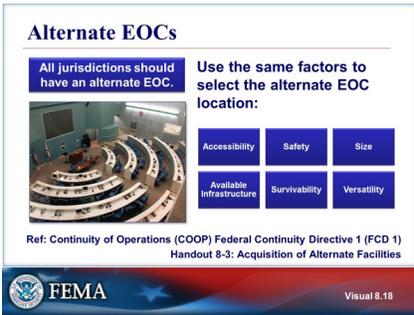 Alternate EOCs
All jurisdictions should
have an alternate EOC.
Use the same factors to
select the alternate EOC
location:
Accessibility
Safety
Size
Available
Infrastructure
Survivability
Versatility
Ref: Continuity of Operations (COOP) Federal Continuity Directive 1 (FCD 1)
Handout 8-3: Acquisition of Alternate Facilities
FEMA
Visual 8.18